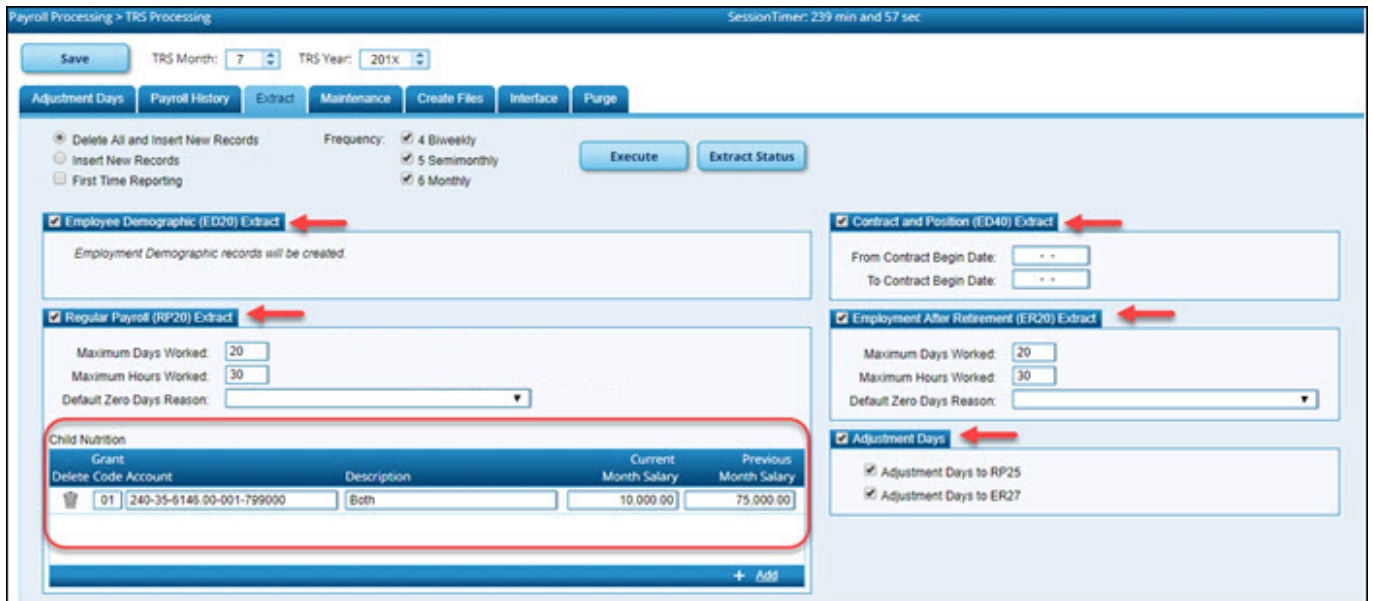 Payroll Processing > TRS Processing SessionTimer: 239 min and 57 sec
Save TRS Month: 7 TRS Year: 201X
Adjustment Days Payroll History Extract Maintenance Create Files Interface Purge
Delete All and Insert New Records Frequency: 4 Biweekly
Insert New Records 5 Semimonthly Execute Extract Status
First Time Reporting 6 Monthly
Employee Demographic (ED20) Extract
Employment Demographic records will be created.
Contract and Position (ED40) Extract
From Contract Begin Date: - -
To Contract Begin Date: - -
Regular Payroll (RP20) Extract
Maximum Days Worked: 20
Maximum Hours Worked: 30
Default Zero Days Reason:
Employment After Retirement (ER20) Extract
Maximum Days Worked: 20
Maximum Hours Worked: 30
Default Zero Days Reason:
Child Nutrition
Grant Current Previous
Delete Code Account Description Month Salary Month Salary
01 240-35-6146.00-001-799000 Both 10,000.00 75,000.00
+ Add
Adjustment Days
Adjustment Days to RP25
Adjustment Days to ER27